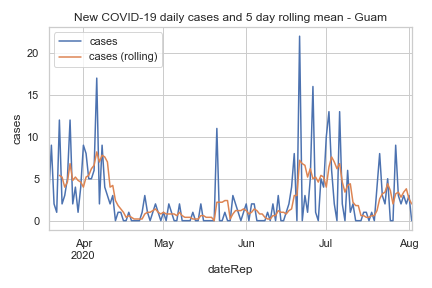 New COVID-19 daily cases and 5 day rolling mean - Guam
cases
cases (rolling)
cases
20
15
10
5
0
Apr
2020
May
Jun
Jul
Aug
dateRep